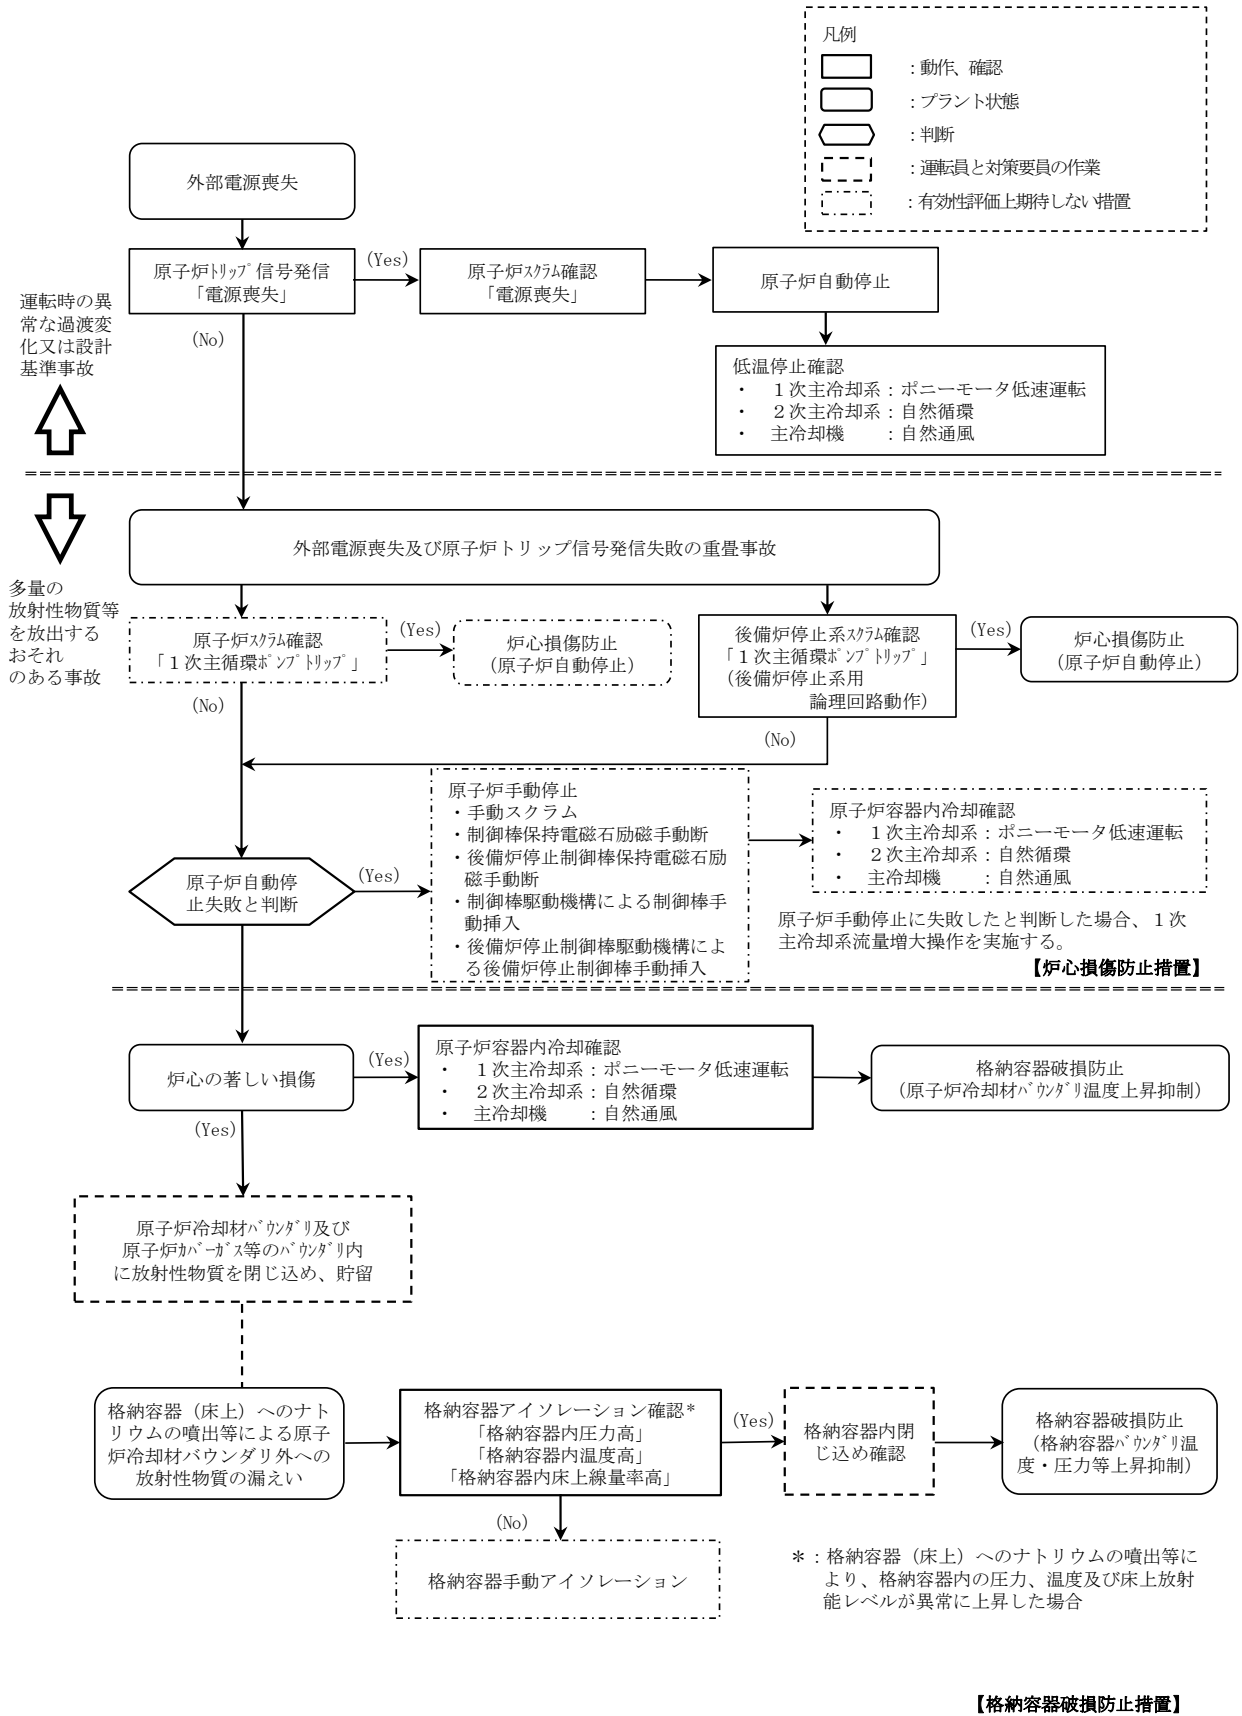 凡例
：動作、確認
：プラント状態
：判断
：運転員と対策要員の作業
：有効性評価上期待しない措置
外部電源喪失
原子炉ﾄﾘｯﾌﾟ信号発信
「電源喪失」
(Yes)
原子炉ｽｸﾗﾑ確認
「電源喪失」
原子炉自動停止
(No)
運転時の異
常な過渡変
化又は設計
基準事故
低温停止確認
・　１次主冷却系：ポニーモータ低速運転
・　２次主冷却系：自然循環
・　主冷却機　　：自然通風
外部電源喪失及び原子炉トリップ信号発信失敗の重畳事故
多量の
放射性物質等
を放出する
おそれ
のある事故
原子炉ｽｸﾗﾑ確認
「１次主循環ﾎﾟﾝﾌﾟﾄﾘｯﾌﾟ」
(Yes)
炉心損傷防止
（原子炉自動停止）
後備炉停止系ｽｸﾗﾑ確認
「１次主循環ﾎﾟﾝﾌﾟﾄﾘｯﾌﾟ」
（後備炉停止系用
論理回路動作）
(Yes)
炉心損傷防止
（原子炉自動停止）
(No)
(No)
原子炉自動停
止失敗と判断
(Yes)
原子炉手動停止
・手動スクラム
・制御棒保持電磁石励磁手動断
・後備炉停止制御棒保持電磁石励
磁手動断
・制御棒駆動機構による制御棒手
動挿入
・後備炉停止制御棒駆動機構によ
る後備炉停止制御棒手動挿入
原子炉容器内冷却確認
・　１次主冷却系：ポニーモータ低速運転
・　２次主冷却系：自然循環
・　主冷却機　　：自然通風
原子炉手動停止に失敗したと判断した場合、１次
主冷却系流量増大操作を実施する。
【炉心損傷防止措置】
炉心の著しい損傷
(Yes)
原子炉容器内冷却確認
・　１次主冷却系：ポニーモータ低速運転
・　２次主冷却系：自然循環
・　主冷却機　　：自然通風
格納容器破損防止
（原子炉冷却材ﾊﾞｳﾝﾀﾞﾘ温度上昇抑制）
(Yes)
原子炉冷却材ﾊﾞｳﾝﾀﾞﾘ及び
原子炉ｶﾊﾞｰｶﾞｽ等のﾊﾞｳﾝﾀﾞﾘ内
に放射性物質を閉じ込め、貯留
格納容器（床上）へのナト
リウムの噴出等による原子
炉冷却材バウンダリ外への
放射性物質の漏えい
格納容器アイソレーション確認＊
「格納容器内圧力高」
「格納容器内温度高」
「格納容器内床上線量率高」
(Yes)
格納容器内閉
じ込め確認
格納容器破損防止
（格納容器ﾊﾞｳﾝﾀﾞﾘ温
度・圧力等上昇抑制）
(No)
格納容器手動アイソレーション
＊：格納容器（床上）へのナトリウムの噴出等に
より、格納容器内の圧力、温度及び床上放射
能レベルが異常に上昇した場合
【格納容器破損防止措置】